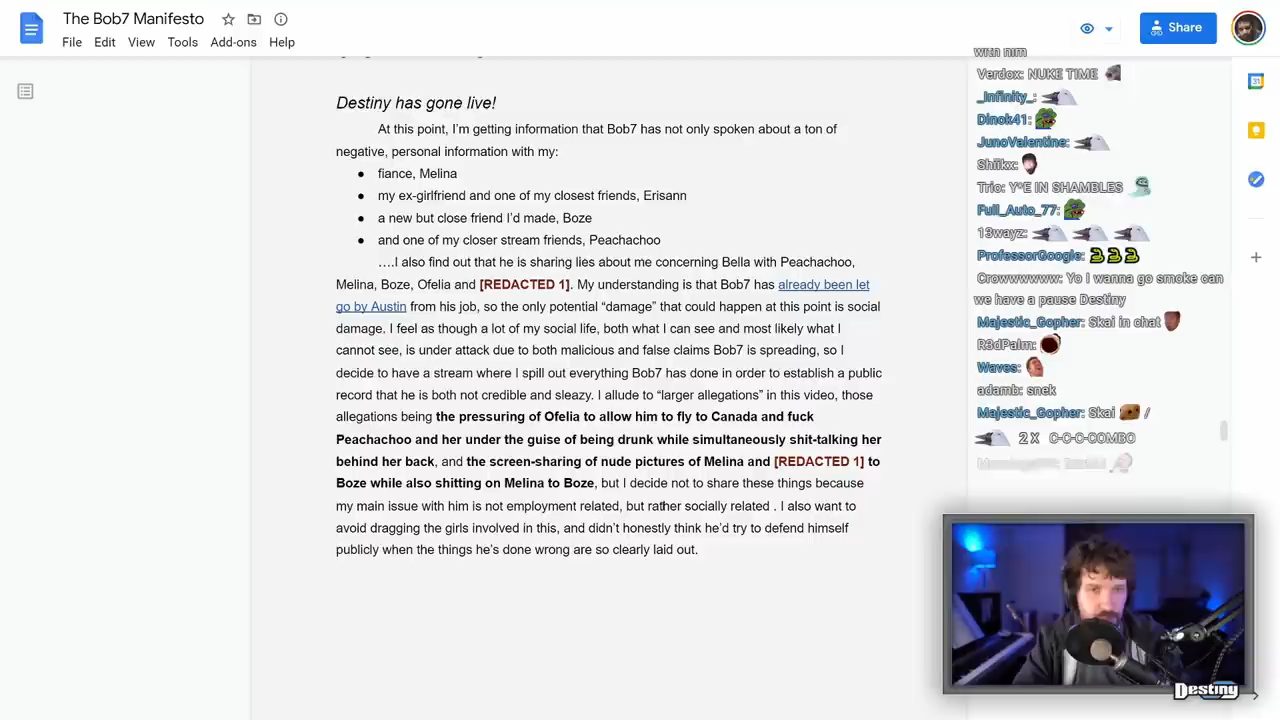 The Bob7 Manifesto
File Edit View Tools Add-ons Help
Share
Destiny has gone live!
At this point, I'm getting information that Bob7 has not only spoken about a ton of
negative, personal information with my:
● fiance, Melina
● my ex-girlfriend and one of my closest friends, Erisann
● a new but close friend I'd made, Boze
● and one of my closer stream friends, Peachachoo
….I also find out that he is sharing lies about me concerning Bella with Peachachoo,
Melina, Boze, Ofelia and [REDACTED 1]. My understanding is that Bob7 has already been let
go by Austin from his job, so the only potential “damage” that could happen at this point is social
damage. I feel as though a lot of my social life, both what I can see and most likely what I
cannot see, is under attack due to both malicious and false claims Bob7 is spreading, so I
decide to have a stream where I spill out everything Bob7 has done in order to establish a public
record that he is both not credible and sleazy. I allude to “larger allegations” in this video, those
allegations being the pressuring of Ofelia to allow him to fly to Canada and fuck
Peachachoo and her under the guise of being drunk while simultaneously shit-talking her
behind her back, and the screen-sharing of nude pictures of Melina and [REDACTED 1] to
Boze while also shitting on Melina to Boze, but I decide not to share these things because
my main issue with him is not employment related, but rather socially related . I also want to
avoid dragging the girls involved in this, and didn't honestly think he'd try to defend himself
publicly when the things he's done wrong are so clearly laid out.
with him
Verdox: NUKE TIME
_Infinity_:
Dinok41:
JunoValentine:
Shiikx:
Trio: Y*E IN SHAMBLES
Full_Auto_77:
13wayz:
ProfessorGoogle:
Crowwwwww: Yo I wanna go smoke can
we have a pause Destiny
Majestic_Gopher: Skai in chat
R3dPalm:
Waves:
adamb: snek
Majestic_Gopher: Skai /
2 X C-C-C-COMBO
31
Destiny